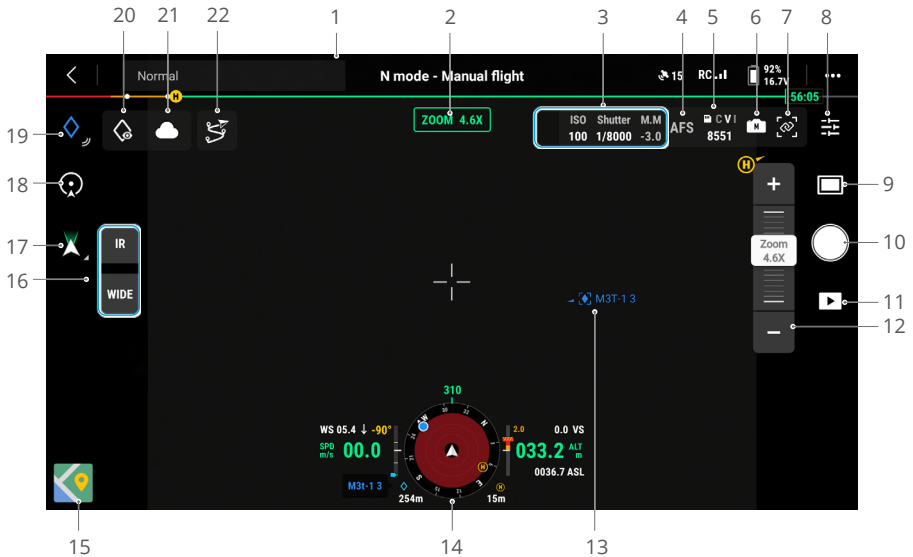 20 21 22 1 2 3 4 5 6 7 8
Normal
N mode - Manual flight
15
RC
92%
16.7V
56:05
ZOOM 4.6X
ISO Shutter M.M
100 1/8000 -3.0
AFS
C V I
8551
M
H
H
19
18
17
16
IR
WIDE
+
Zoom
4.6X
−
9
10
11
12
M3T-1 3
310
WS 05.4 ↓ -90°
SPD
m/s
00.0
2.0
0.0 VS
033.2
ALT
m
0036.7 ASL
N
W
S
E
H
M3t-1 3
254m
H
15m
15 14 13